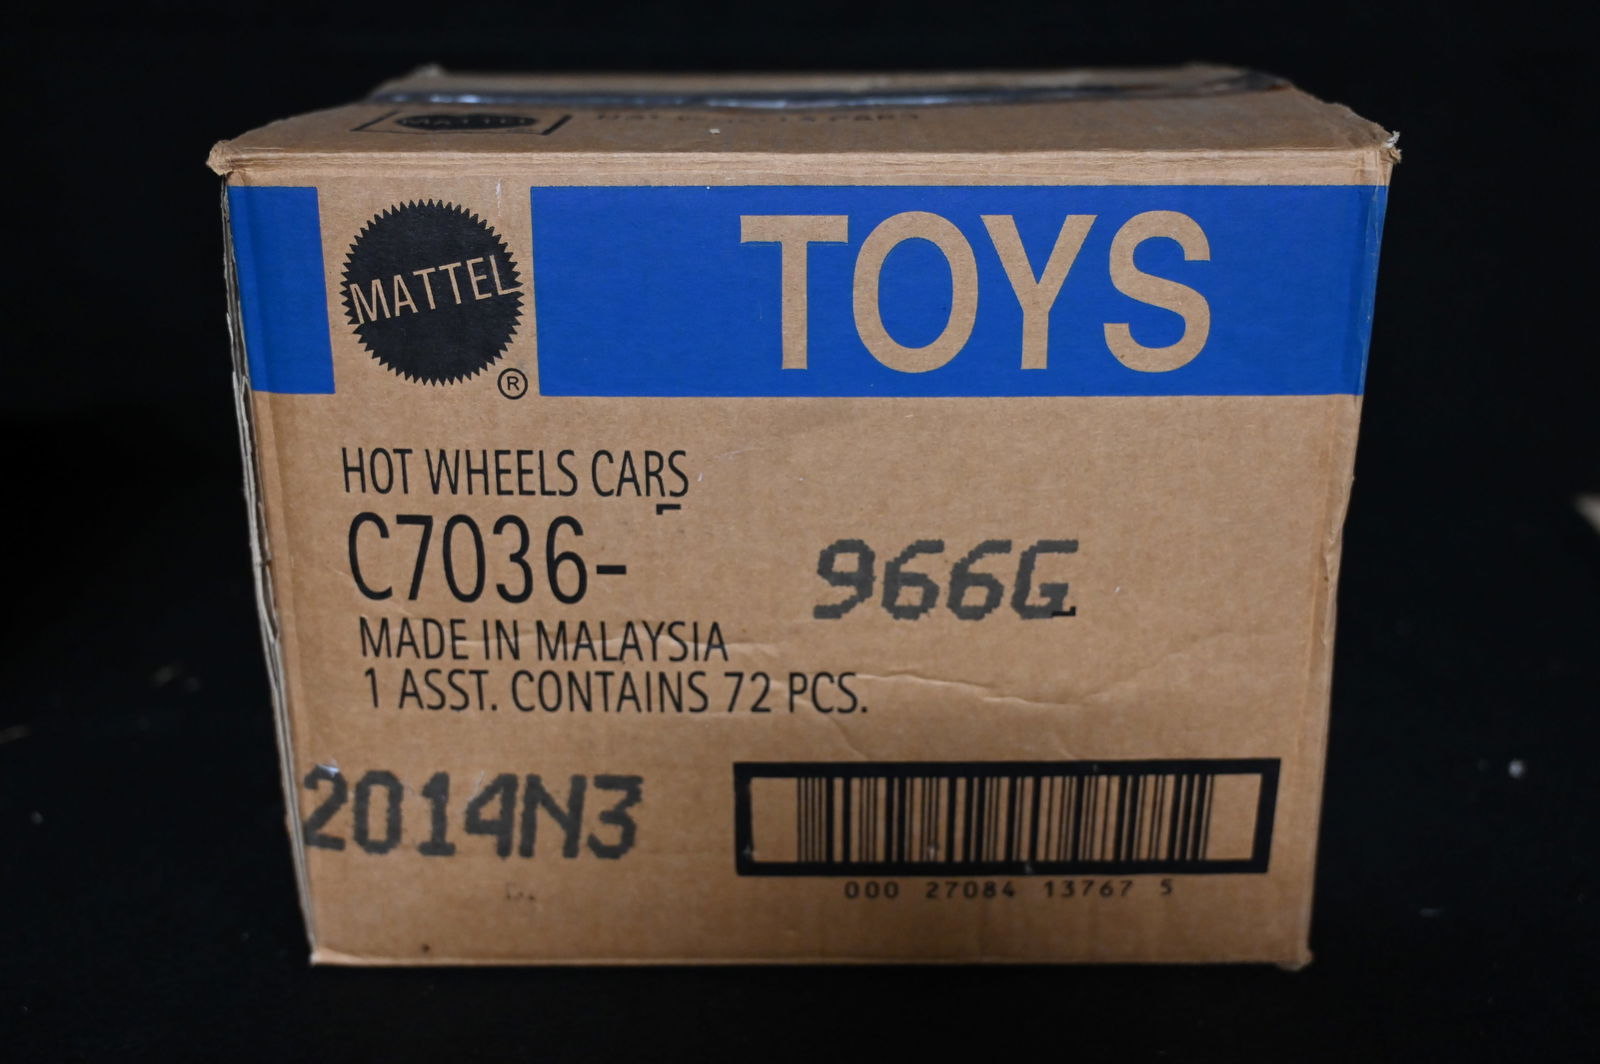 MATTEL
MATTEL
®
TOYS
HOT WHEELS CARS
C7036-
966G
MADE IN MALAYSIA
1 ASST. CONTAINS 72 PCS.
2014N3
000 27084 13767 5